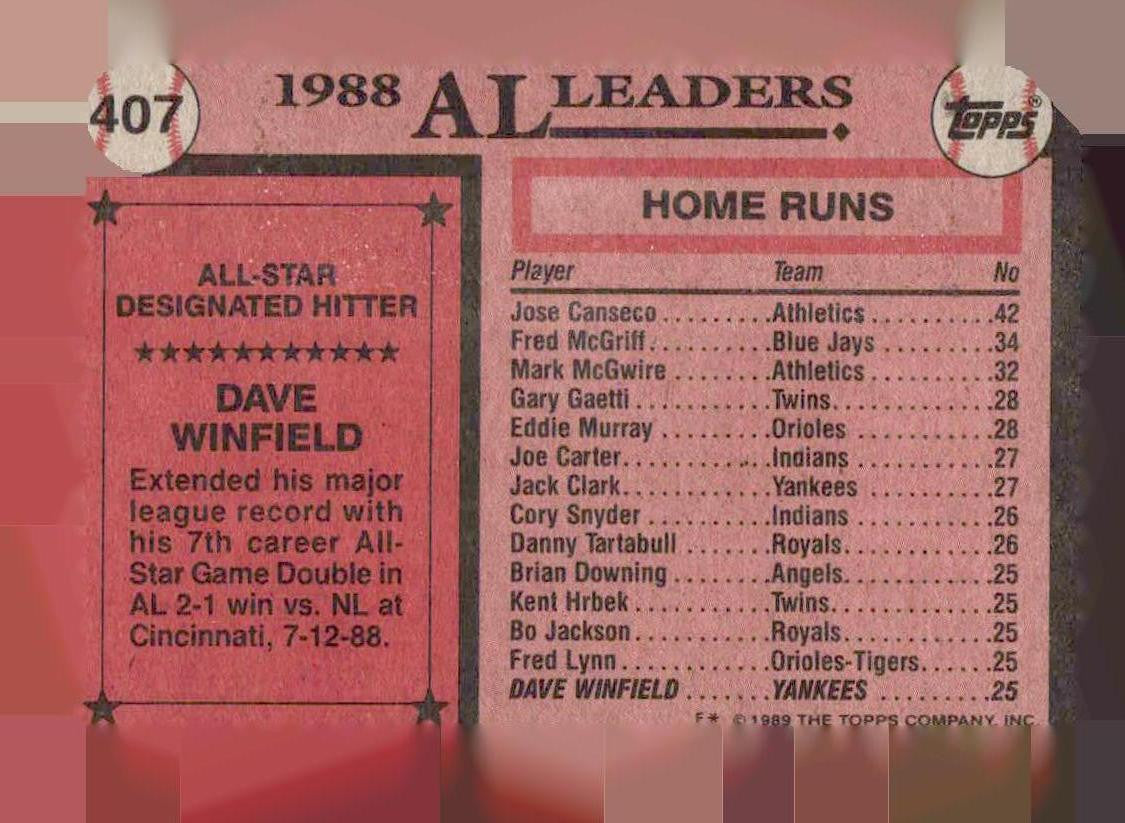 407
1988 AL LEADERS
TOPPS®
ALL-STAR
DESIGNATED HITTER
DAVE
WINFIELD
Extended his major
league record with
his 7th career All-
Star Game Double in
AL 2-1 win vs. NL at
Cincinnati, 7-12-88.
HOME RUNS
Player Team No
Jose Canseco..........Athletics..........42
Fred McGriff..........Blue Jays..........34
Mark McGwire..........Athletics..........32
Gary Gaetti..........Twins..........28
Eddie Murray..........Orioles..........28
Joe Carter..........Indians..........27
Jack Clark..........Yankees..........27
Cory Snyder..........Indians..........26
Danny Tartabull..........Royals..........26
Brian Downing..........Angels..........25
Kent Hrbek..........Twins..........25
Bo Jackson..........Royals..........25
Fred Lynn..........Orioles-Tigers......25
DAVE WINFIELD.......YANKEES..........25
F* ©1989 THE TOPPS COMPANY, INC.